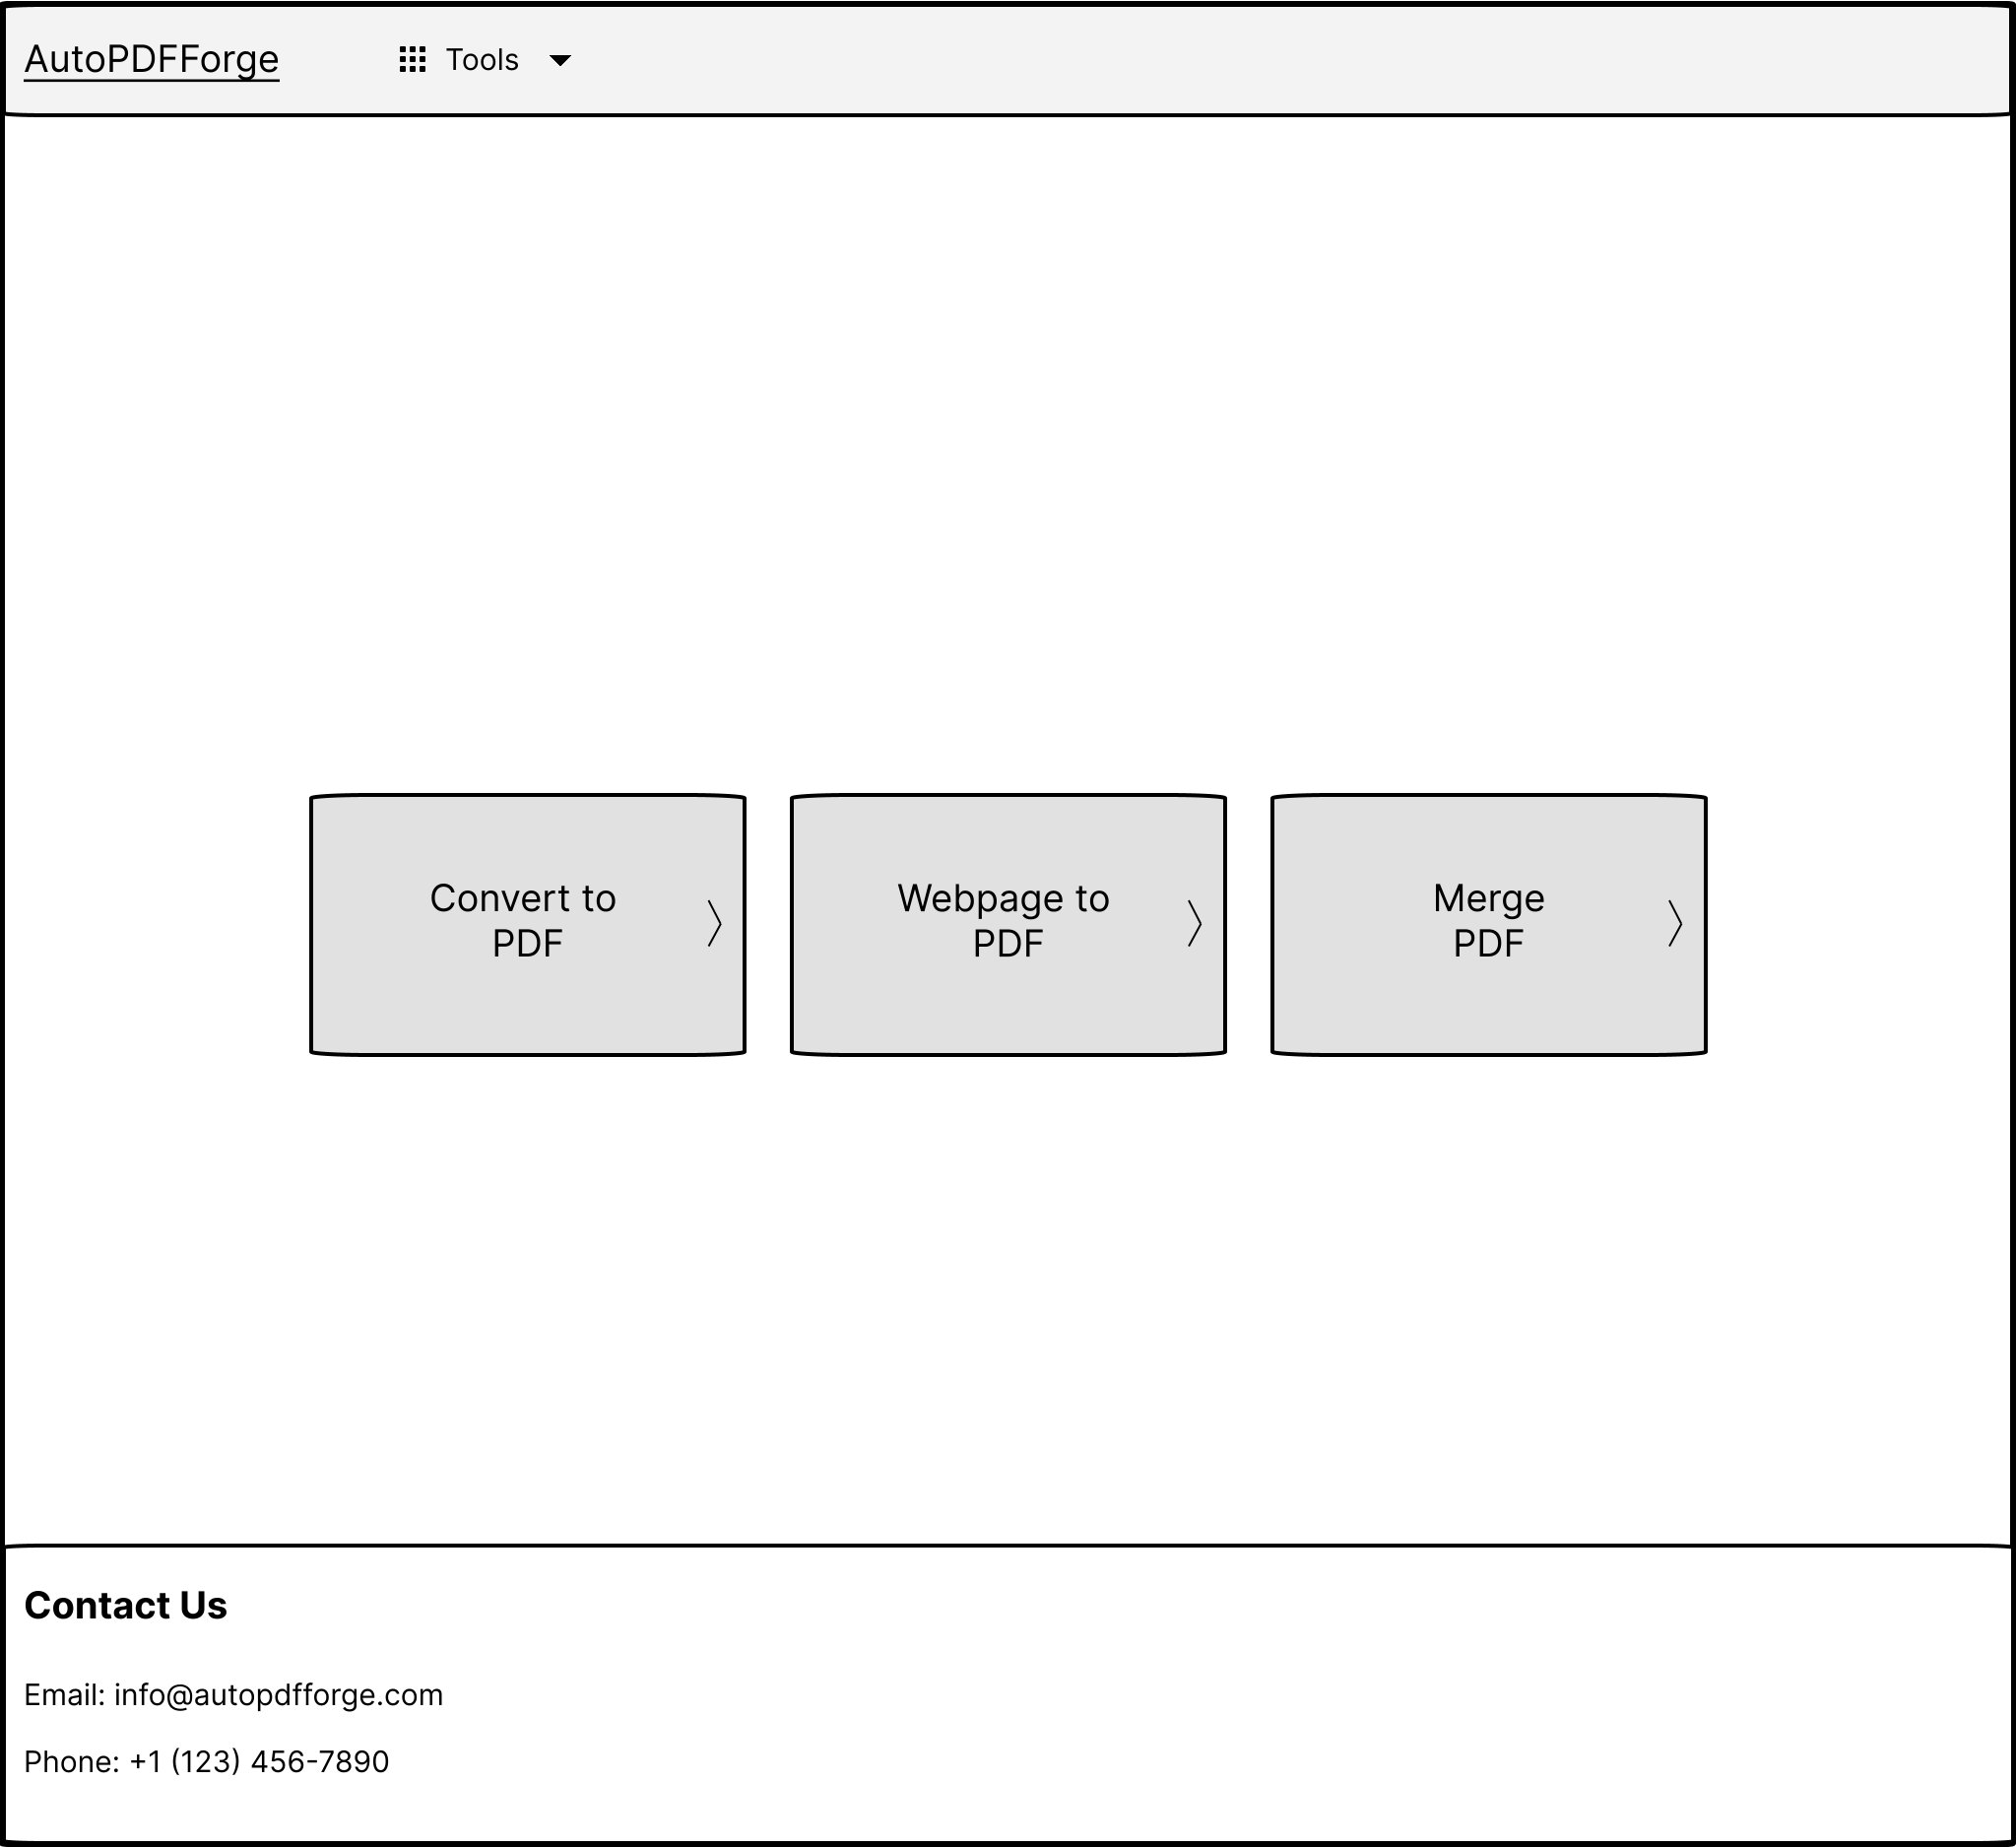 AutoPDFForge
Tools
Convert to
PDF
Webpage to
PDF
Merge
PDF
Contact Us
Email: info@autopdfforge.com
Phone: +1 (123) 456-7890